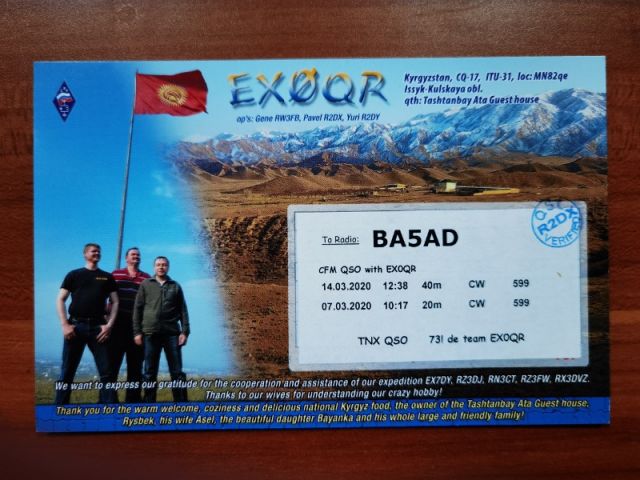 EXØQR
Kyrgyzstan, CQ-17, ITU-31, loc: MN82qe
Issyk-Kulskaya obl.
qth: Tashtanbay Ata Guest house
op's: Gene RW3FB, Pavel R2DX, Yuri R2DY
QSL
R2DX
VERIFIED
To Radio: BA5AD
CFM QSO with EX0QR
14.03.2020 12:38 40m CW 599
07.03.2020 10:17 20m CW 599
TNX QSO 73! de team EX0QR
We want to express our gratitude for the cooperation and assistance of our expedition EX7DY, RZ3DJ, RN3CT, RZ3FW, RX3DVZ.
Thanks to our wives for understanding our crazy hobby!
Thank you for the warm welcome, coziness and delicious national Kyrgyz food, the owner of the Tashtanbay Ata Guest house,
Rysbek, his wife Asel, the beautiful daughter Bayanka and his whole large and friendly family!